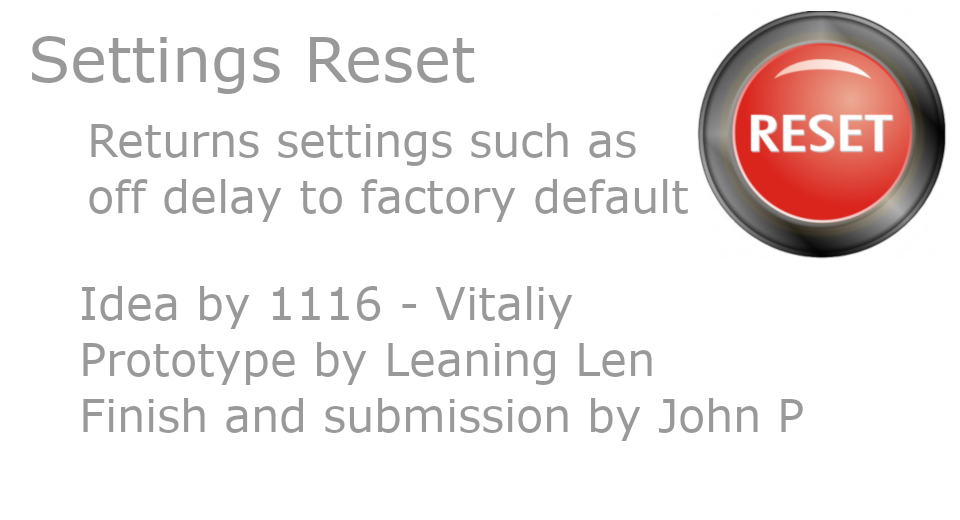 Settings Reset
Returns settings such as
off delay to factory default
RESET
Idea by 1116 - Vitaliy
Prototype by Leaning Len
Finish and submission by John P